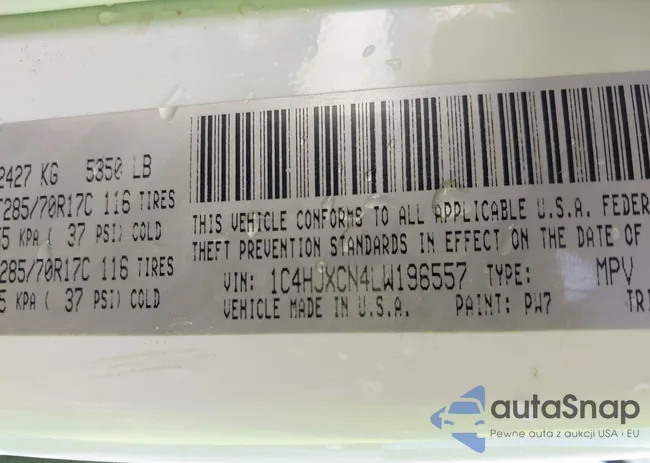 2427 KG 5350 LB
285/70R17C 116 TIRES
5 KPA ( 37 PSI) COLD
285/70R17C 116 TIRES
5 KPA ( 37 PSI) COLD
THIS VEHICLE CONFORMS TO ALL APPLICABLE U.S.A. FEDER
THEFT PREVENTION STANDARDS IN EFFECT ON THE DATE OF
VIN: 1C4HJXCN4LW196557 TYPE: MPV
VEHICLE MADE IN U.S.A. PAINT: PW7 TRI
autaSnap
Pewne auta z aukcji USA i EU